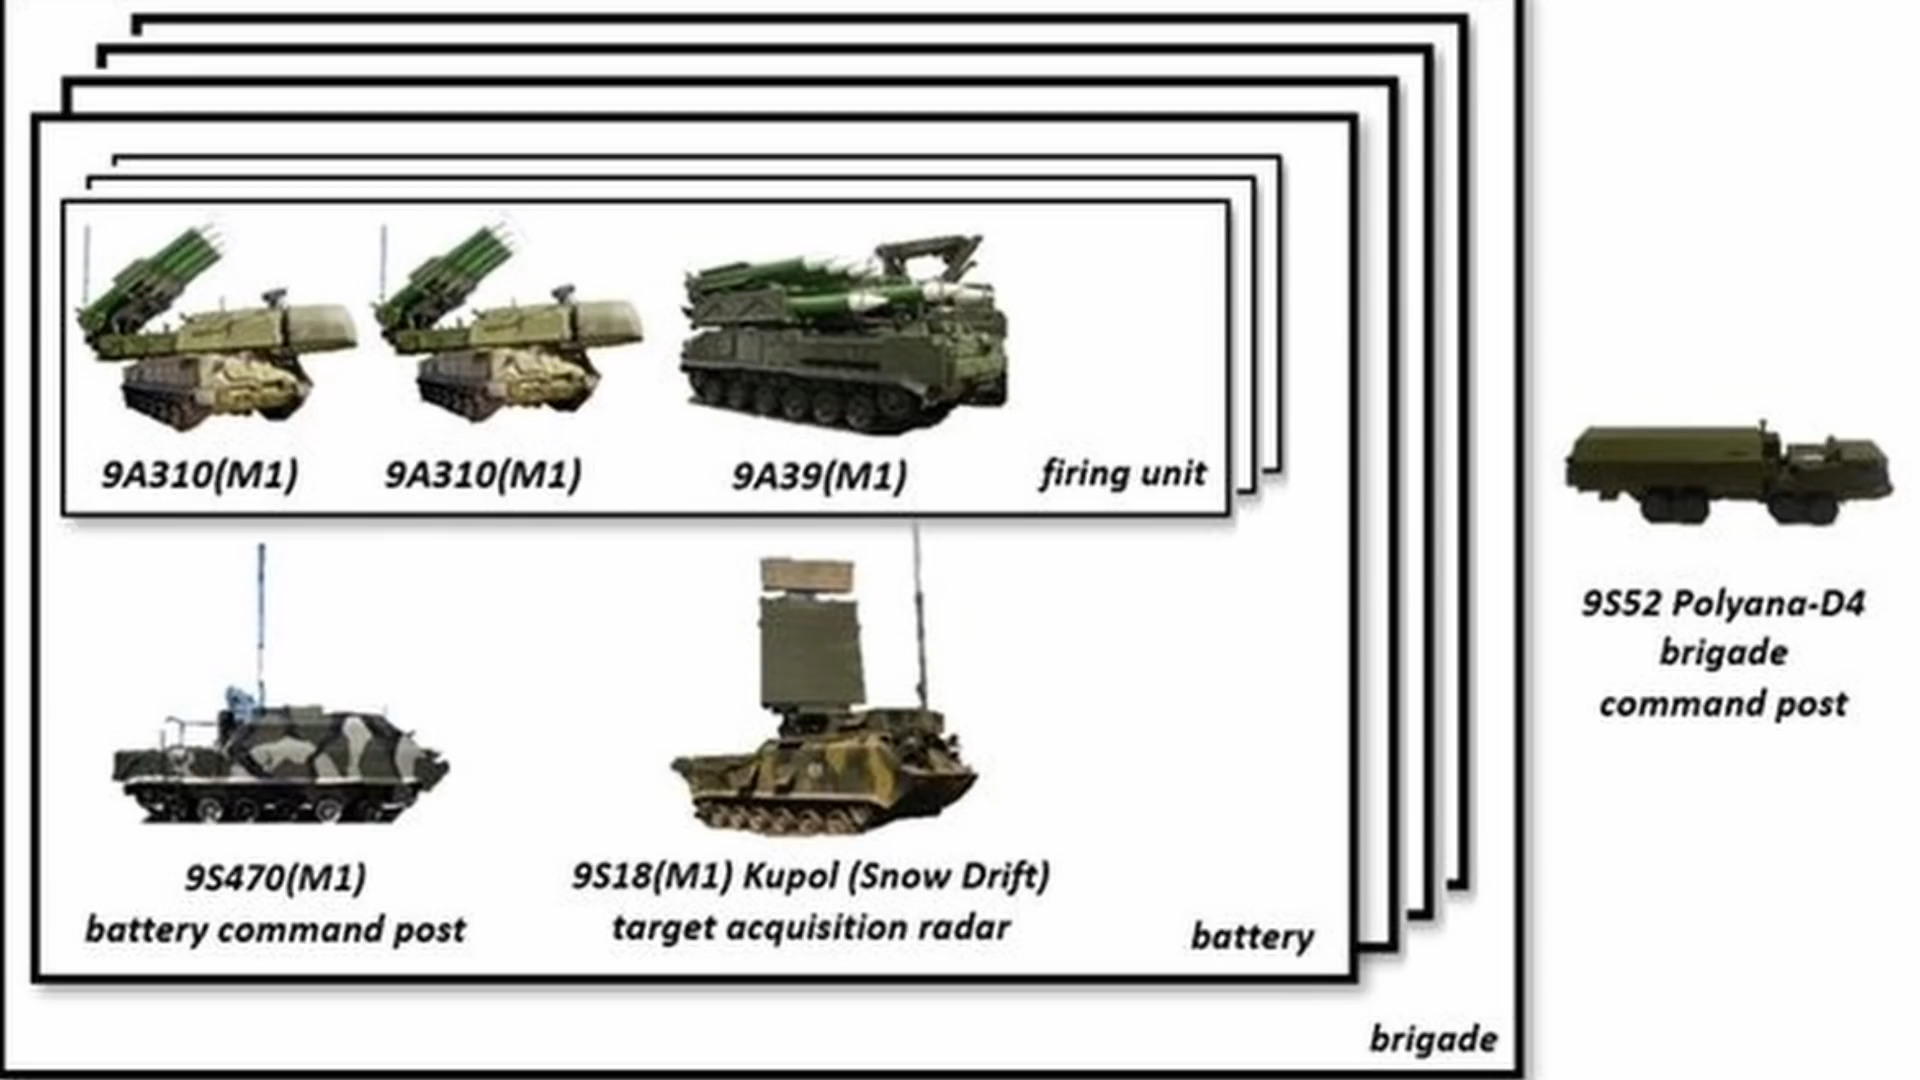 9A310(M1)
9A310(M1)
9A39(M1)
firing unit
9S470(M1)
battery command post
9S18(M1) Kupol (Snow Drift)
target acquisition radar
battery
brigade
9S52 Polyana-D4
brigade
command post